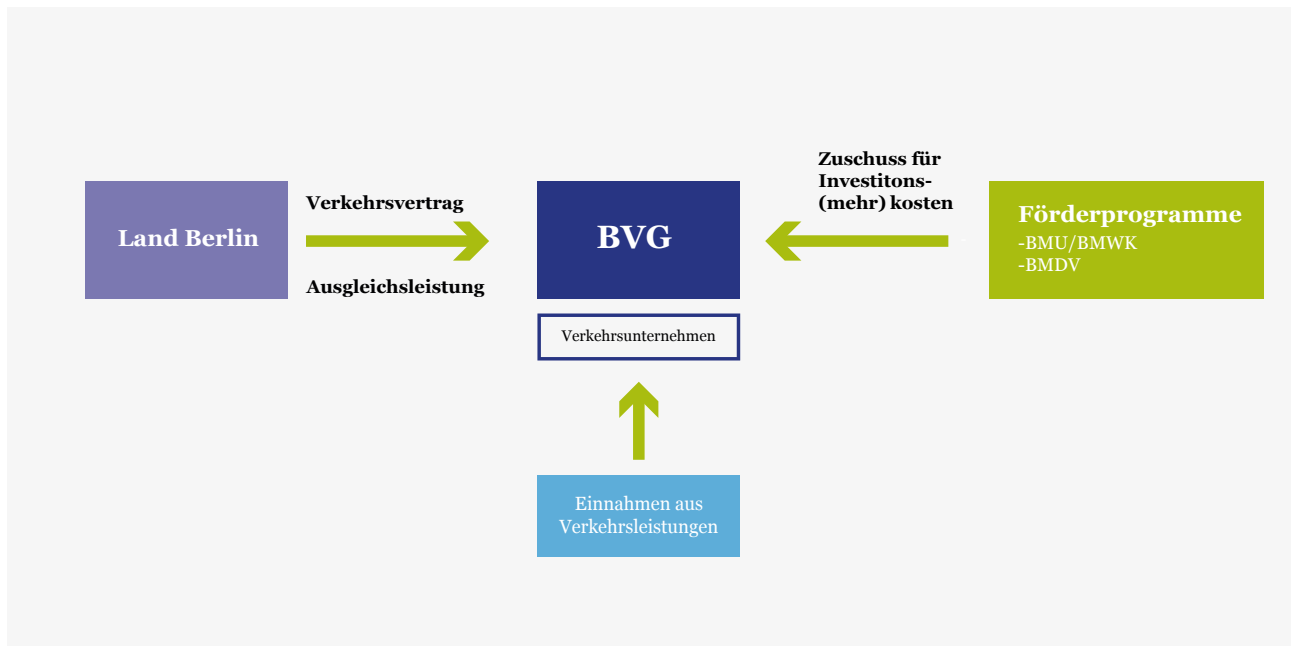 Land Berlin
Verkehrsvertrag
Ausgleichsleistung
BVG
Verkehrsunternehmen
Einnahmen aus
Verkehrsleistungen
Zuschuss für
Investitons-
(mehr) kosten
Förderprogramme
-BMU/BMWK
-BMDV